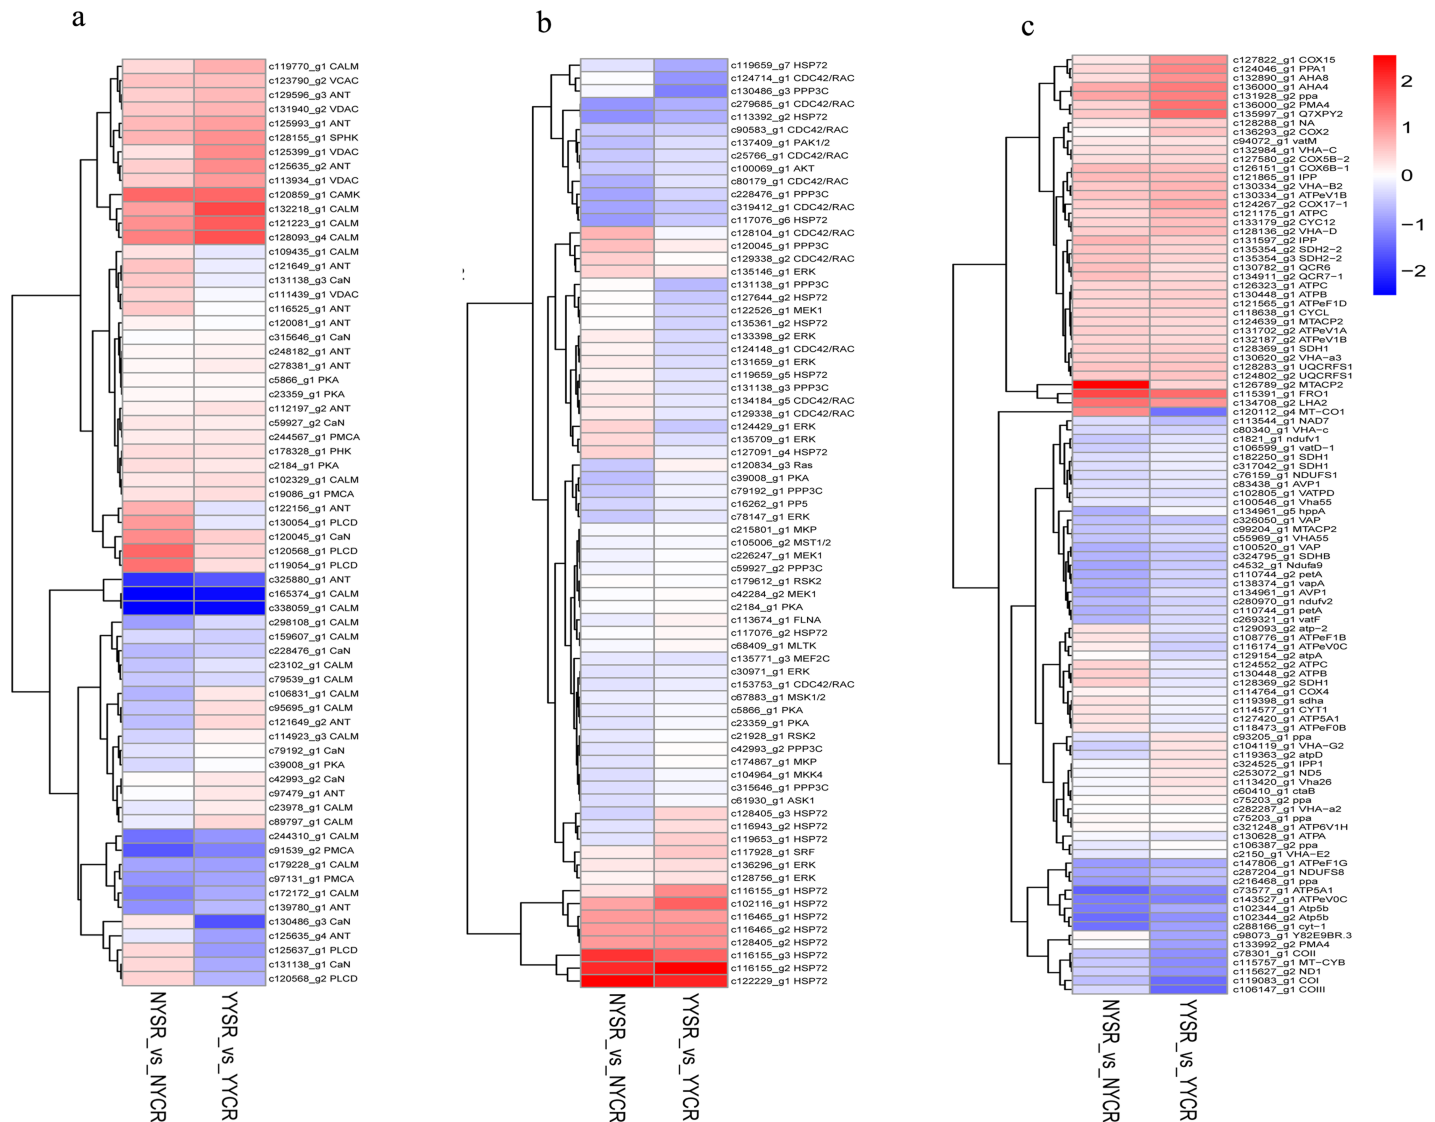 a
c119770_g1 CALM
c123790_g2 VCAC
c129596_g3 ANT
c131940_g2 VDAC
c125993_g1 ANT
c128155_g1 SPHK
c125399_g1 VDAC
c125635_g2 ANT
c113934_g1 VDAC
c120859_g1 CAMK
c132218_g1 CALM
c121223_g1 CALM
c128093_g4 CALM
c109435_g1 CALM
c121649_g1 ANT
c131138_g3 CaN
c111439_g1 VDAC
c116525_g1 ANT
c120081_g1 ANT
c315646_g1 CaN
c248182_g1 ANT
c278381_g1 ANT
c5866_g1 PKA
c23359_g1 PKA
c112197_g2 ANT
c59927_g2 CaN
c244567_g1 PMCA
c178328_g1 PHK
c2184_g1 PKA
c102329_g1 CALM
c19086_g1 PMCA
c122156_g1 ANT
c130054_g1 PLCD
c120045_g1 CaN
c120568_g1 PLCD
c119054_g1 PLCD
c325880_g1 ANT
c165374_g1 CALM
c338059_g1 CALM
c298108_g1 CALM
c159607_g1 CALM
c228476_g1 CaN
c23102_g1 CALM
c79539_g1 CALM
c106831_g1 CALM
c95695_g1 CALM
c121649_g2 ANT
c114923_g3 CALM
c79192_g1 CaN
c39008_g1 PKA
c42993_g2 CaN
c97479_g1 ANT
c23978_g1 CALM
c89797_g1 CALM
c244310_g1 CALM
c91539_g2 PMCA
c179228_g1 CALM
c97131_g1 PMCA
c172172_g1 CALM
c139780_g1 ANT
c130486_g3 CaN
c125635_g4 ANT
c125637_g1 PLCD
c131138_g1 CaN
c120568_g2 PLCD
NYSR_vs_NYCR
YYSR_vs_YYCR
b
c119659_g7 HSP72
c124714_g1 CDC42/RAC
c130486_g3 PPP3C
c279685_g1 CDC42/RAC
c113392_g2 HSP72
c90583_g1 CDC42/RAC
c137409_g1 PAK1/2
c25766_g1 CDC42/RAC
c100069_g1 AKT
c80179_g1 CDC42/RAC
c228476_g1 PPP3C
c319412_g1 CDC42/RAC
c117076_g6 HSP72
c128104_g1 CDC42/RAC
c120045_g1 PPP3C
c129338_g2 CDC42/RAC
c135146_g1 ERK
c131138_g1 PPP3C
c127644_g2 HSP72
c122526_g1 MEK1
c135361_g2 HSP72
c133398_g2 ERK
c124148_g1 CDC42/RAC
c131659_g1 ERK
c119659_g5 HSP72
c131138_g3 PPP3C
c134184_g5 CDC42/RAC
c129338_g1 CDC42/RAC
c124429_g1 ERK
c135709_g1 ERK
c127091_g4 HSP72
c120834_g3 Ras
c39008_g1 PKA
c79192_g1 PPP3C
c16262_g1 PP5
c78147_g1 ERK
c215801_g1 MKP
c105006_g2 MST1/2
c226247_g1 MEK1
c59927_g2 PPP3C
c179612_g1 RSK2
c42284_g2 MEK1
c2184_g1 PKA
c113674_g1 FLNA
c117076_g2 HSP72
c68409_g1 MLTK
c135771_g3 MEF2C
c30971_g1 ERK
c153753_g1 CDC42/RAC
c67883_g1 MSK1/2
c5866_g1 PKA
c23359_g1 PKA
c21928_g1 RSK2
c42993_g2 PPP3C
c174867_g1 MKP
c104964_g1 MKK4
c315646_g1 PPP3C
c61930_g1 ASK1
c128405_g3 HSP72
c116943_g2 HSP72
c119653_g1 HSP72
c117928_g1 SRF
c136296_g1 ERK
c128756_g1 ERK
c116155_g1 HSP72
c102116_g1 HSP72
c116465_g1 HSP72
c116465_g2 HSP72
c128405_g2 HSP72
c116155_g3 HSP72
c116155_g2 HSP72
c122229_g1 HSP72
NYSR_vs_NYCR
YYSR_vs_YYCR
c
c127822_g1 COX15
c124046_g1 PPA1
c132890_g1 AHA8
c136000_g1 AHA4
c131928_g2 ppa
c136000_g2 PMA4
c135997_g1 Q7XPY2
c128288_g1 NA
c136293_g2 COX2
c94072_g1 vatM
c132984_g1 VHA-C
c127580_g2 COX5B-2
c126151_g1 COX6B-1
c121865_g1 IPP
c130334_g2 VHA-B2
c130334_g1 ATPeV1B
c124267_g2 COX17-1
c121175_g1 ATPC
c133179_g2 CYC12
c128136_g2 VHA-D
c131597_g2 IPP
c135354_g2 SDH2-2
c135354_g3 SDH2-2
c130782_g1 QCR6
c134911_g2 QCR7-1
c126323_g1 ATPC
c130448_g1 ATPB
c121565_g1 ATPeF1D
c118638_g1 CYCL
c124639_g1 MTACP2
c131702_g2 ATPeV1A
c132187_g2 ATPeV1B
c128369_g1 SDH1
c130620_g2 VHA-a3
c128283_g1 UQCRFS1
c124802_g2 UQCRFS1
c126789_g2 MTACP2
c115391_g1 FRO1
c134708_g2 LHA2
c120112_g4 MT-CO1
c113544_g1 NAD7
c80340_g1 VHA-c
c1821_g1 ndufv1
c106599_g1 vatD-1
c182250_g1 SDH1
c317042_g1 SDH1
c76159_g1 NDUFS1
c83438_g1 AVP1
c102805_g1 VATPD
c100546_g1 Vha55
c134961_g5 hppA
c326050_g1 VAP
c99204_g1 MTACP2
c55969_g1 VHA55
c100520_g1 VAP
c324795_g1 SDHB
c4532_g1 Ndufa9
c110744_g2 petA
c138374_g1 vapA
c134961_g1 AVP1
c280970_g1 ndufv2
c110744_g1 petA
c269321_g1 vatF
c129093_g2 atp-2
c108776_g1 ATPeF1B
c116174_g1 ATPeV0C
c129154_g2 atpA
c124552_g2 ATPC
c130448_g2 ATPB
c128369_g2 SDH1
c114764_g1 COX4
c119398_g1 sdha
c114577_g1 CYT1
c127420_g1 ATP5A1
c118473_g1 ATPeF0B
c93205_g1 ppa
c104119_g1 VHA-G2
c119363_g2 atpD
c324525_g1 IPP1
c253072_g1 ND5
c113420_g1 Vha26
c60410_g1 ctaB
c75203_g2 ppa
c282287_g1 VHA-a2
c75203_g1 ppa
c321248_g1 ATP6V1H
c130628_g1 ATPA
c106387_g2 ppa
c2150_g1 VHA-E2
c147806_g1 ATPeF1G
c287204_g1 NDUFS8
c216468_g1 ppa
c73577_g1 ATP5A1
c143527_g1 ATPeV0C
c102344_g1 Atp5b
c102344_g2 Atp5b
c288166_g1 cyt-1
c98073_g1 Y82E9BR.3
c133992_g2 PMA4
c78301_g1 COII
c115757_g1 MT-CYB
c115627_g2 ND1
c119083_g1 COI
c106147_g1 COIII
NYSR_vs_NYCR
YYSR_vs_YYCR
2
1
0
−1
−2